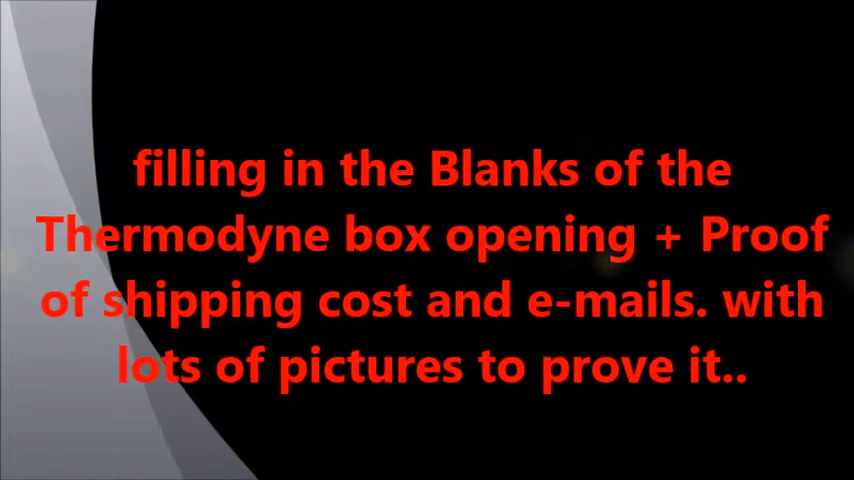 filling in the Blanks of the
Thermodyne box opening + Proof
of shipping cost and e-mails. with
lots of pictures to prove it..